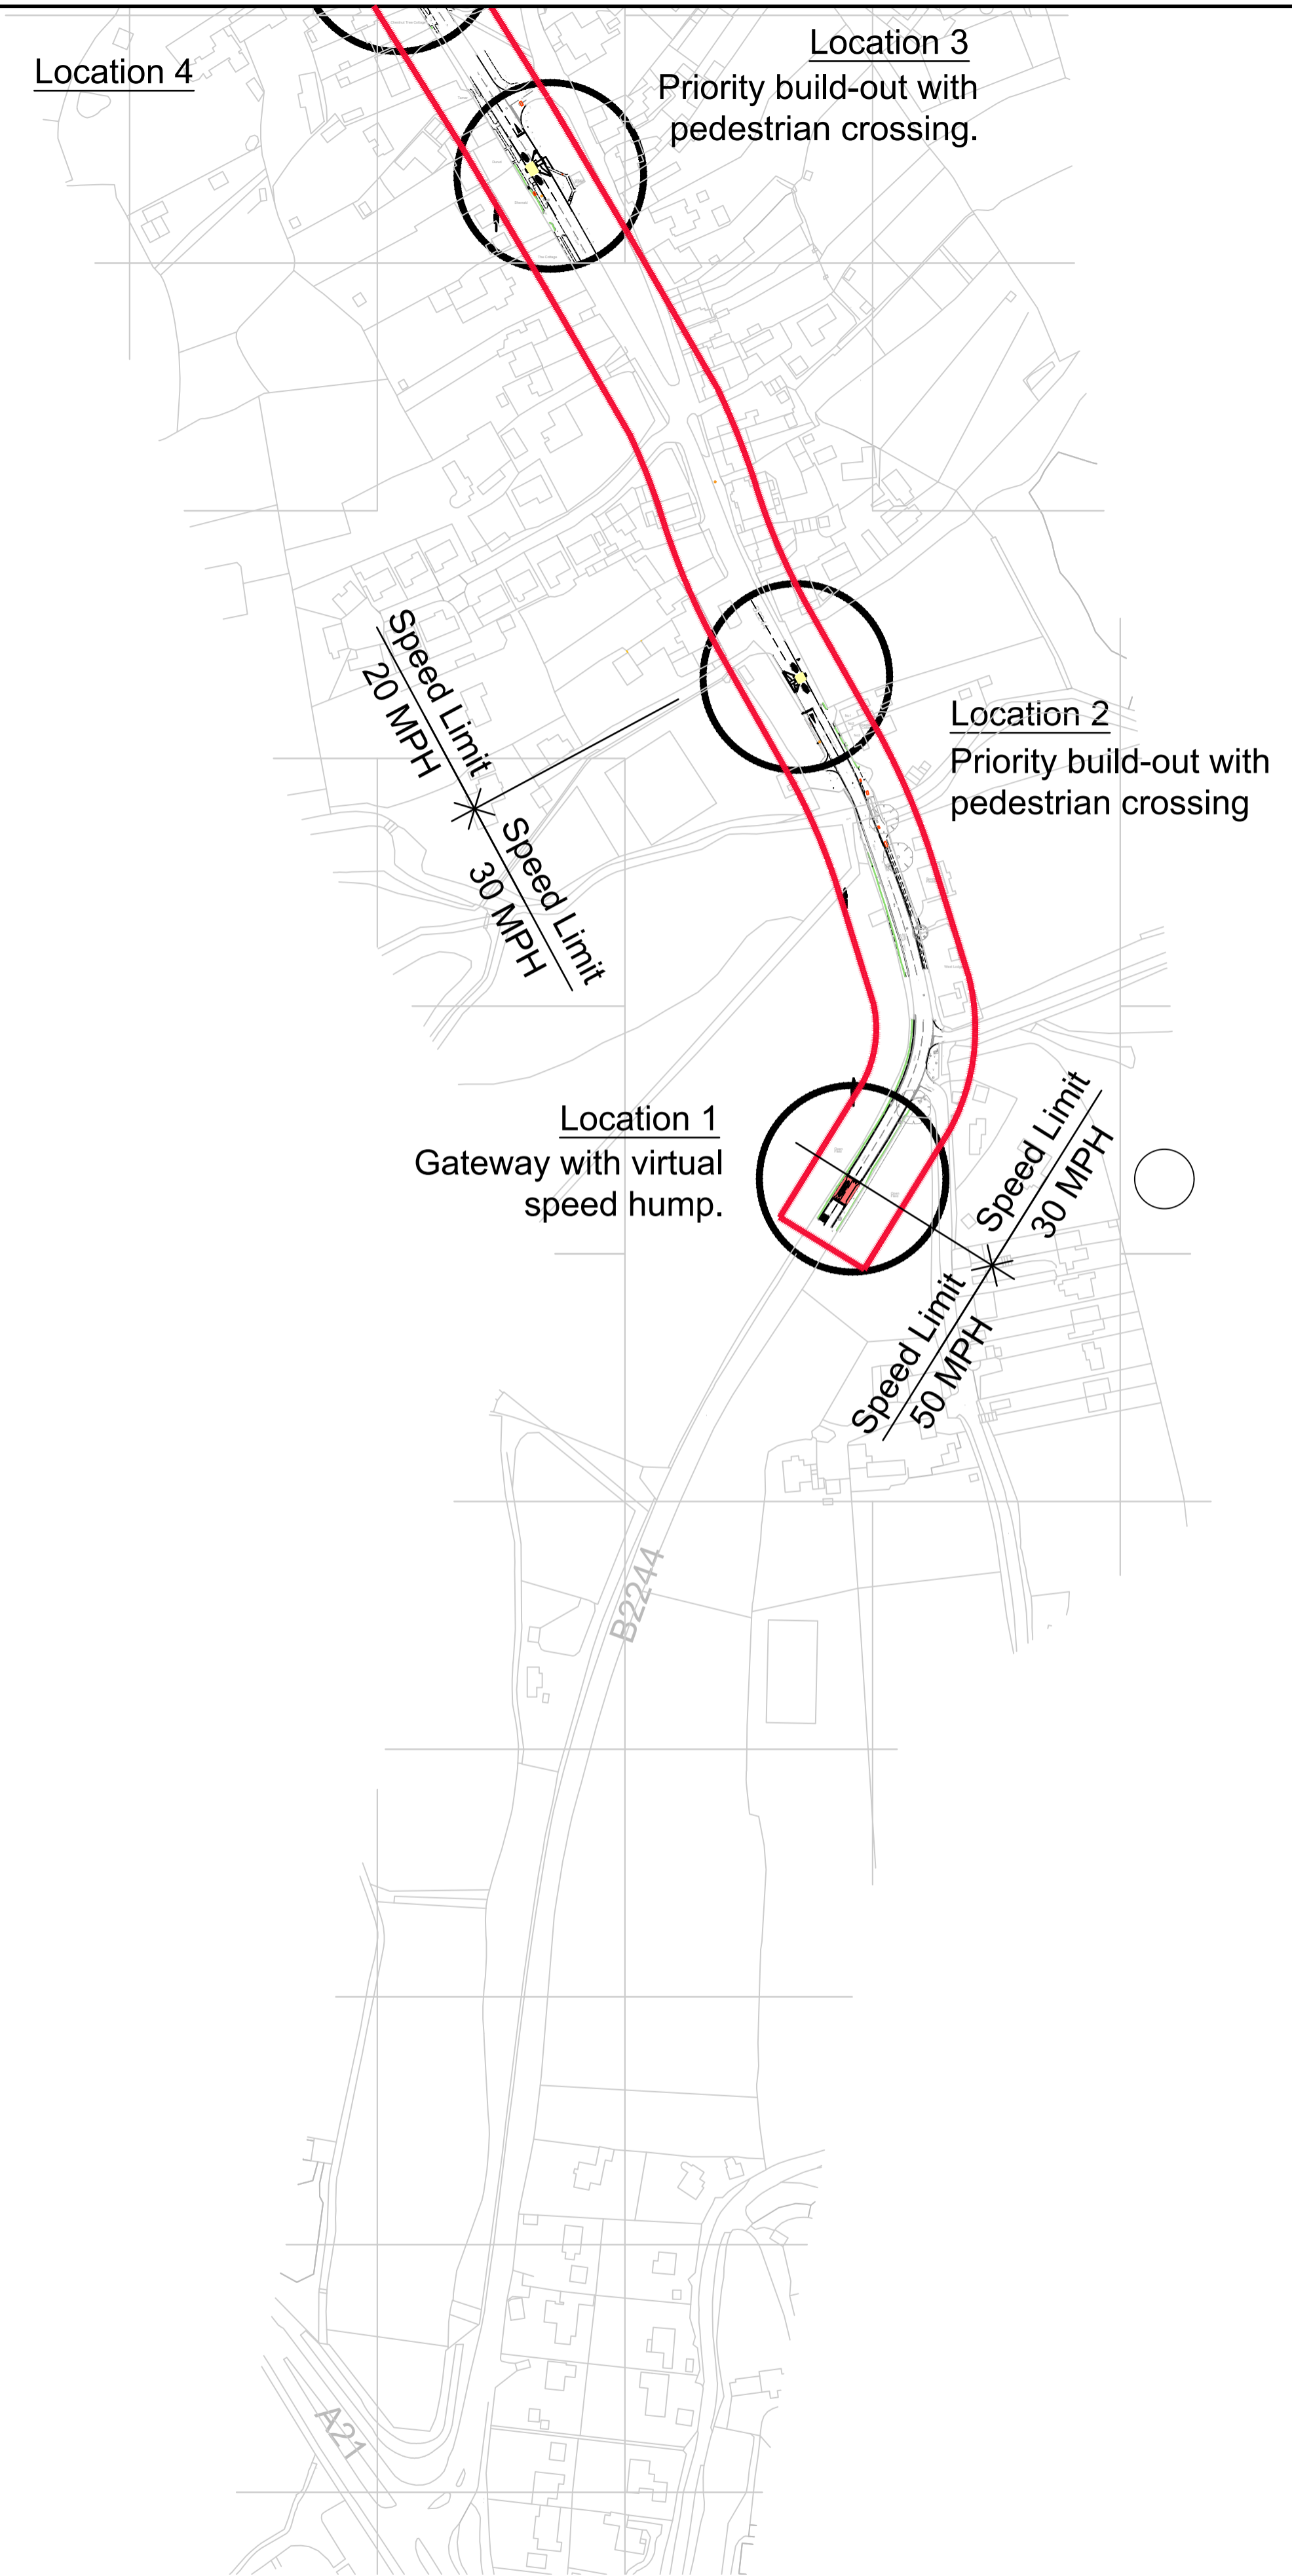 Location 3
Priority build-out with
pedestrian crossing.
Location 4
Speed Limit
20 MPH
Speed Limit
30 MPH
Location 2
Priority build-out with
pedestrian crossing
Location 1
Gateway with virtual
speed hump.
Speed Limit
30 MPH
Speed Limit
50 MPH
B2244
A21